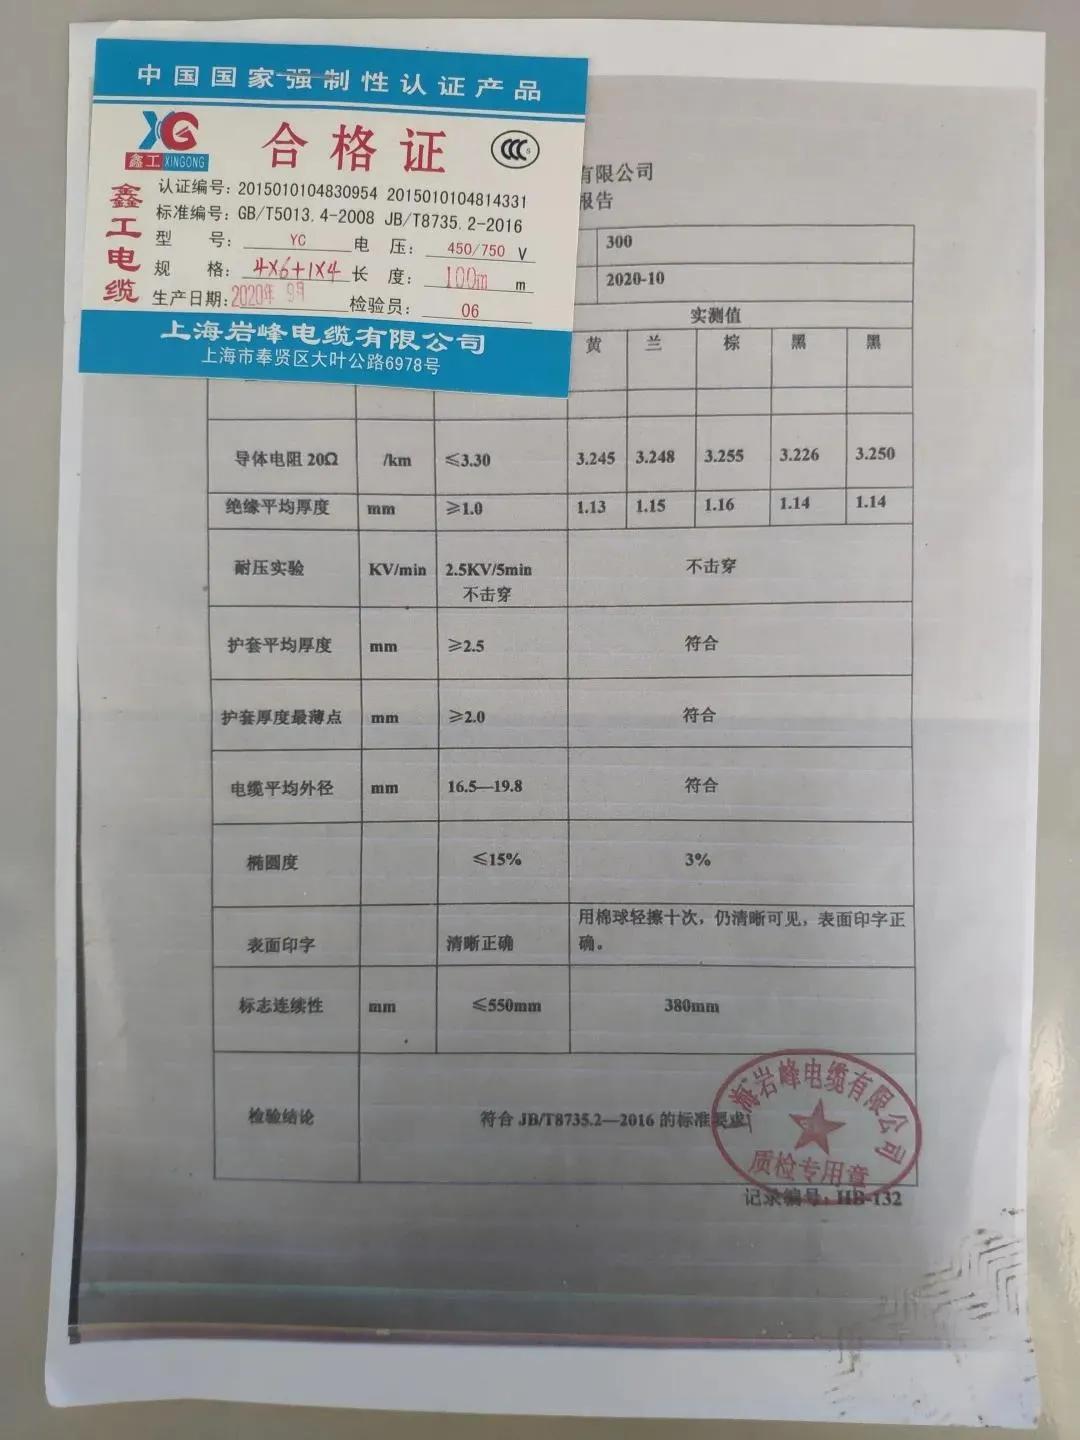 中国国家强制性认证产品
XG
鑫工 XINGONG
合格证
CCC S
鑫工电缆
认证编号：2015010104830954 2015010104814331
标准编号：GB/T5013.4-2008 JB/T8735.2-2016
型 号： YC 电 压： 450/750 V
规 格： 4×6+1×4 长 度： 100m m
生产日期：2020年 9月 检验员： 06
上海岩峰电缆有限公司
上海市奉贤区大叶公路6978号
有限公司
报告
300
2020-10
实测值
黄 兰 棕 黑 黑
导体电阻 20Ω /km ≤3.30 3.245 3.248 3.255 3.226 3.250
绝缘平均厚度 mm ≥1.0 1.13 1.15 1.16 1.14 1.14
耐压实验 KV/min 2.5KV/5min 不击穿
不击穿
护套平均厚度 mm ≥2.5 符合
护套厚度最薄点 mm ≥2.0 符合
电缆平均外径 mm 16.5—19.8 符合
椭圆度 ≤15% 3%
用棉球轻擦十次，仍清晰可见，表面印字正
表面印字 清晰正确 确。
标志连续性 mm ≤550mm 380mm
检验结论 符合 JB/T8735.2—2016 的标准要求
上海岩峰电缆有限公司
质检专用章
记录编号：HB-132